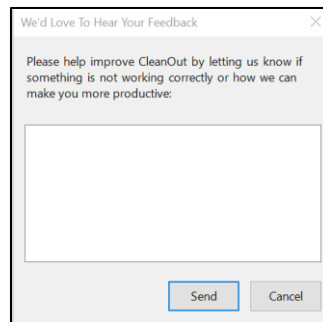 We'd Love To Hear Your Feedback
Please help improve CleanOut by letting us know if
something is not working correctly or how we can
make you more productive:
Send Cancel